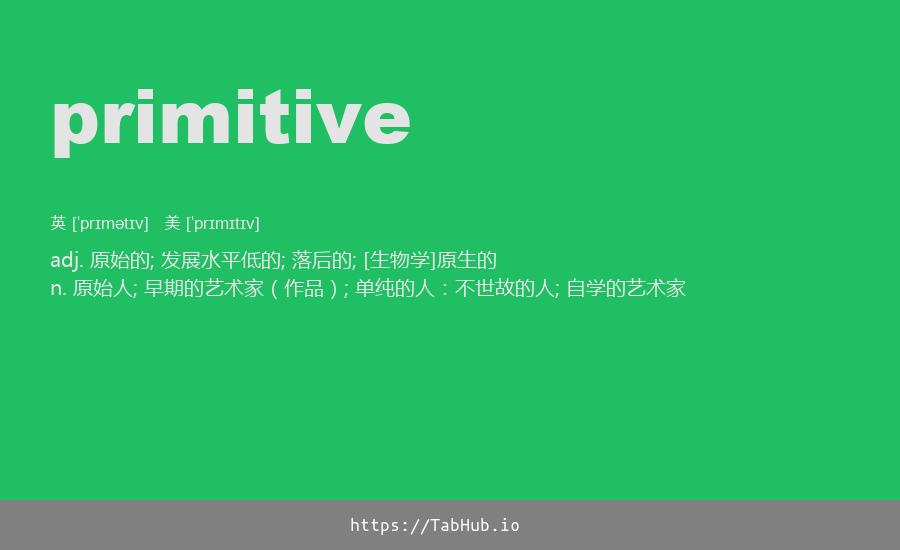 primitive
英 [ˈprɪmətɪv] 美 [ˈprɪmɪtɪv]
adj. 原始的; 发展水平低的; 落后的; [生物学]原生的
n. 原始人; 早期的艺术家（作品）; 单纯的人：不世故的人; 自学的艺术家
https://TabHub.io